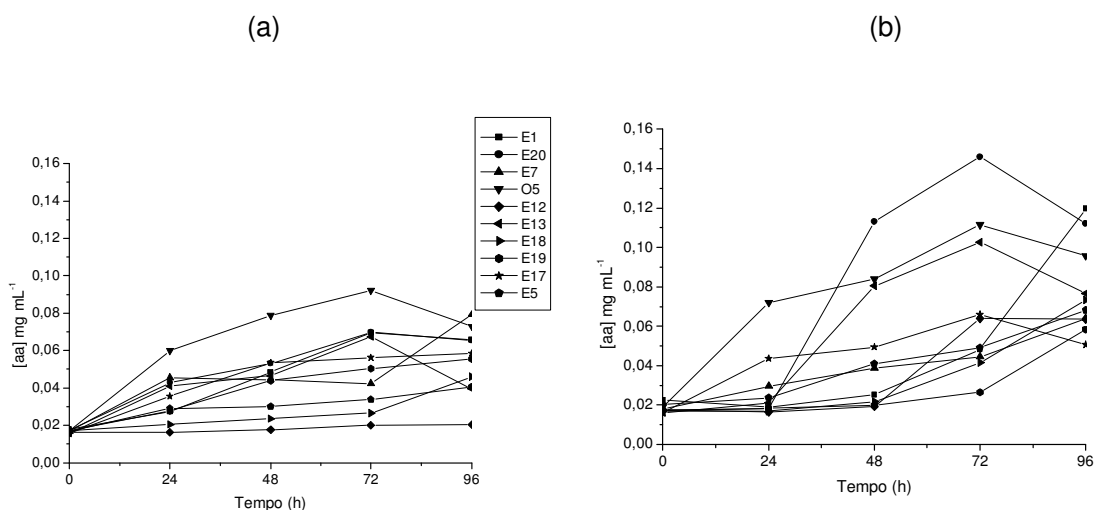 (a)
0,16
0,14
0,12
0,10
0,08
0,06
0,04
0,02
0,00
[aa] mg mL⁻¹
0 24 48 72 96
Tempo (h)
E1
E20
E7
O5
E12
E13
E18
E19
E17
E5
(b)
0,16
0,14
0,12
0,10
0,08
0,06
0,04
0,02
0,00
[aa] mg mL⁻¹
0 24 48 72 96
Tempo (h)